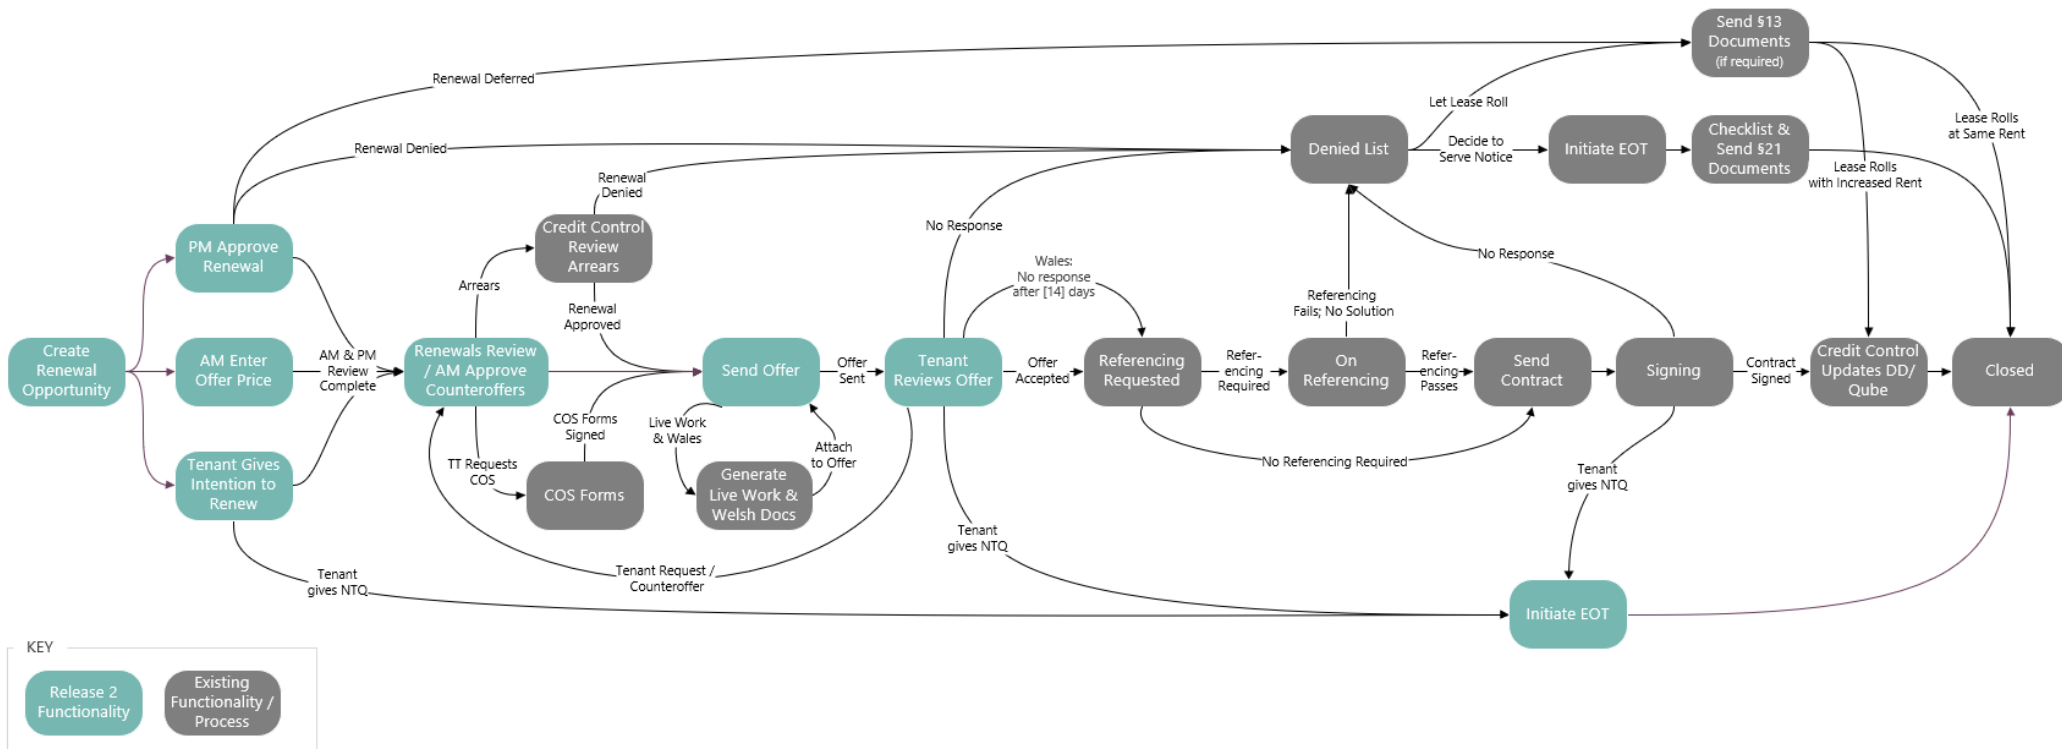 Send §13
Documents
(if required)
Renewal Deferred
Let Lease Roll
Lease Rolls
at Same Rent
Renewal Denied
Denied List
Decide to
Serve Notice
Initiate EOT
Checklist &
Send §21
Documents
Lease Rolls
with Increased Rent
Renewal
Denied
PM Approve
Renewal
Credit Control
Review
Arrears
No Response
No Response
Wales:
No response
after [14] days
Arrears
Renewal
Approved
Referencing
Fails; No Solution
Create
Renewal
Opportunity
AM Enter
Offer Price
AM & PM
Review
Complete
Renewals Review
/ AM Approve
Counteroffers
Send Offer
Offer
Sent
Tenant
Reviews Offer
Offer
Accepted
Referencing
Requested
Refer-
encing
Required
On
Referencing
Refer-
encing
Passes
Send
Contract
Signing
Contract
Signed
Credit Control
Updates DD/
Qube
Closed
COS Forms
Signed
Live Work
& Wales
Attach
to Offer
Tenant Gives
Intention to
Renew
TT Requests
COS
COS Forms
Generate
Live Work &
Welsh Docs
No Referencing Required
Tenant
gives NTQ
Tenant
gives NTQ
Tenant
gives NTQ
Tenant Request /
Counteroffer
Initiate EOT
KEY
Release 2
Functionality
Existing
Functionality /
Process